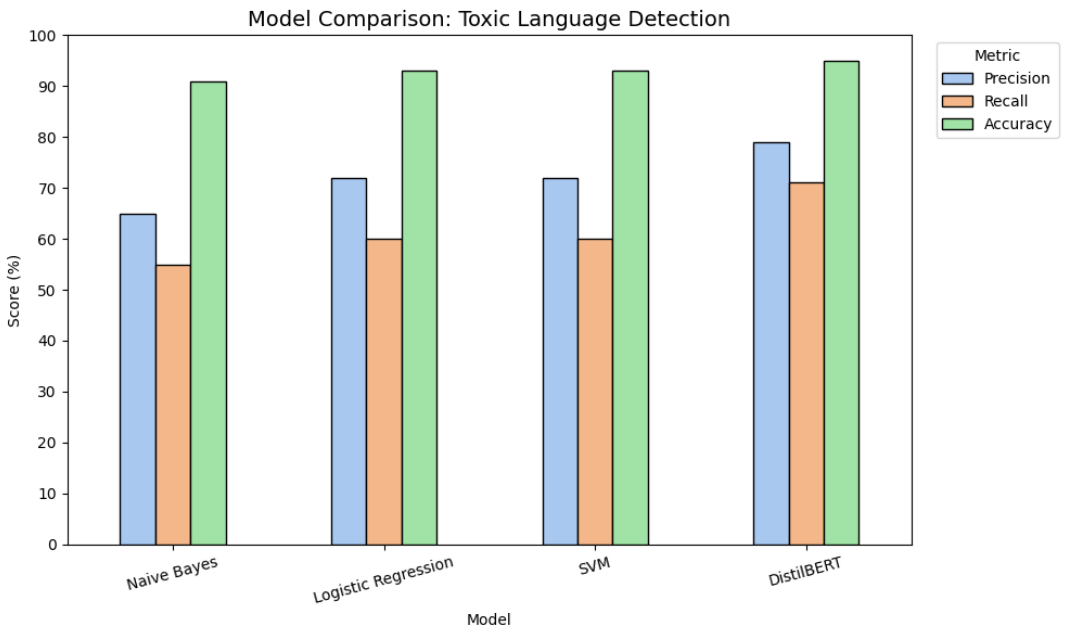 Model Comparison: Toxic Language Detection
Metric
Precision
Recall
Accuracy
Score (%)
100
90
80
70
60
50
40
30
20
10
0
Naive Bayes
Logistic Regression
SVM
DistilBERT
Model